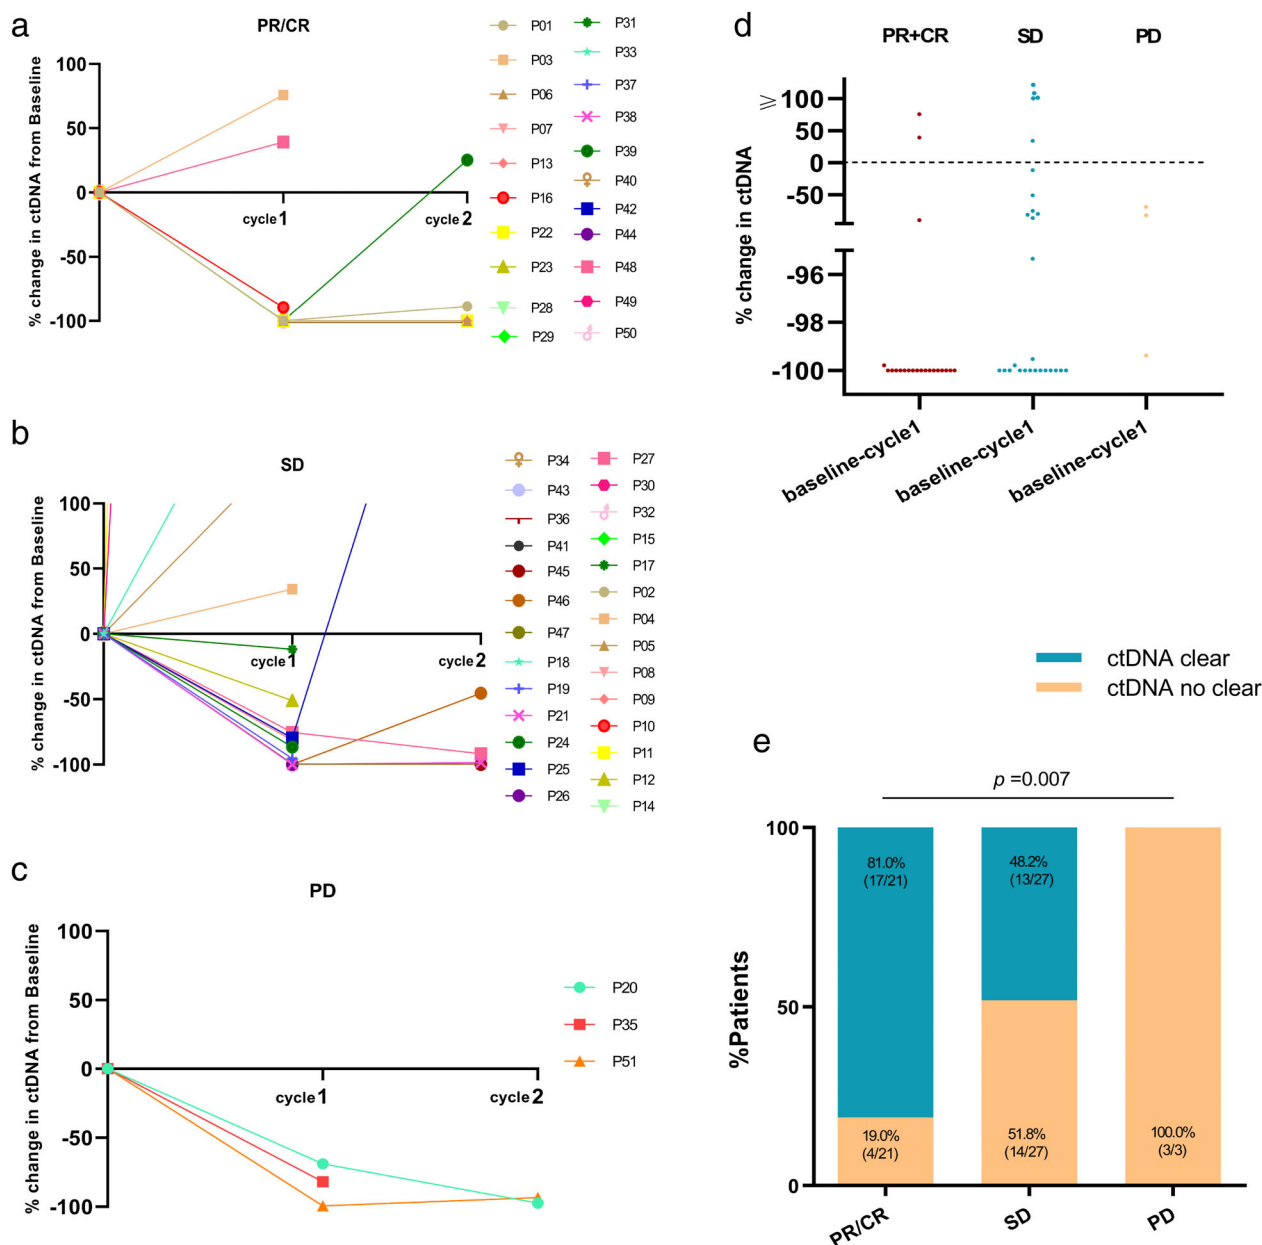 a
PR/CR
% change in ctDNA from Baseline
100
50
0
-50
-100
cycle 1
cycle 2
P01
P03
P06
P07
P13
P16
P22
P23
P28
P29
P31
P33
P37
P38
P39
P40
P42
P44
P48
P49
P50
b
SD
% change in ctDNA from Baseline
100
50
0
-50
-100
cycle 1
cycle 2
P34
P43
P36
P41
P45
P46
P47
P18
P19
P21
P24
P25
P26
P27
P30
P32
P15
P17
P02
P04
P05
P08
P09
P10
P11
P12
P14
c
PD
% change in ctDNA from Baseline
100
50
0
-50
-100
cycle 1
cycle 2
P20
P35
P51
d
PR+CR SD PD
% change in ctDNA
100
50
0
-50
-96
-98
-100
baseline-cycle1
baseline-cycle1
baseline-cycle1
ctDNA clear
ctDNA no clear
e
p =0.007
%Patients
100
50
0
81.0%
(17/21)
48.2%
(13/27)
19.0%
(4/21)
51.8%
(14/27)
100.0%
(3/3)
PR/CR
SD
PD